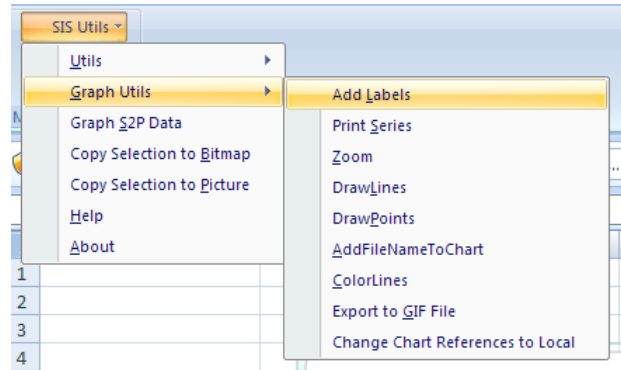 SIS Utils
Utils
Graph Utils
Graph S2P Data
Copy Selection to Bitmap
Copy Selection to Picture
Help
About
Add Labels
Print Series
Zoom
DrawLines
DrawPoints
AddFileNameToChart
ColorLines
Export to GIF File
Change Chart References to Local
1
2
3
4